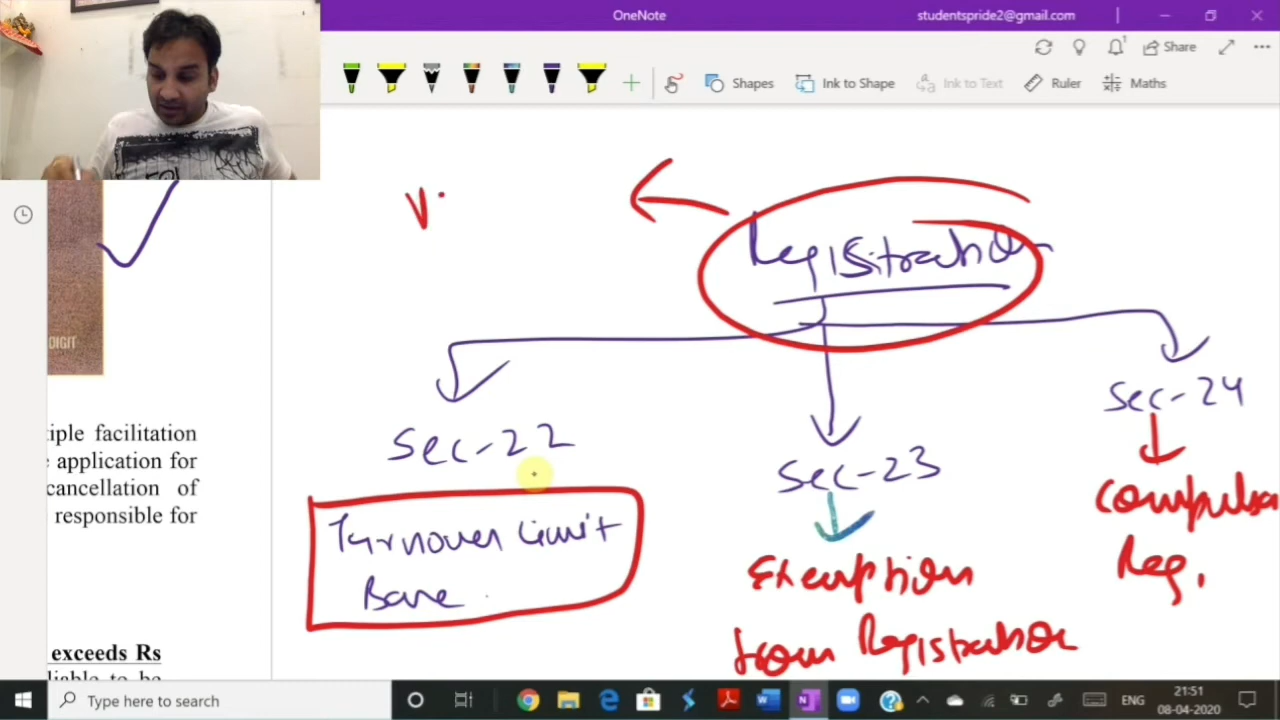 OneNote
studentspride2@gmail.com
Share
Shapes
Ink to Shape
Ink to Text
Ruler
Maths
Registration
DIGIT
Sec-22
Sec-23
Sec-24
Turnover Limit
Base
Exemption
from Registration
Reg.
iple facilitation
application for
cancellation of
responsible for
exceeds Rs
Type here to search
ENG
21:51
08-04-2020